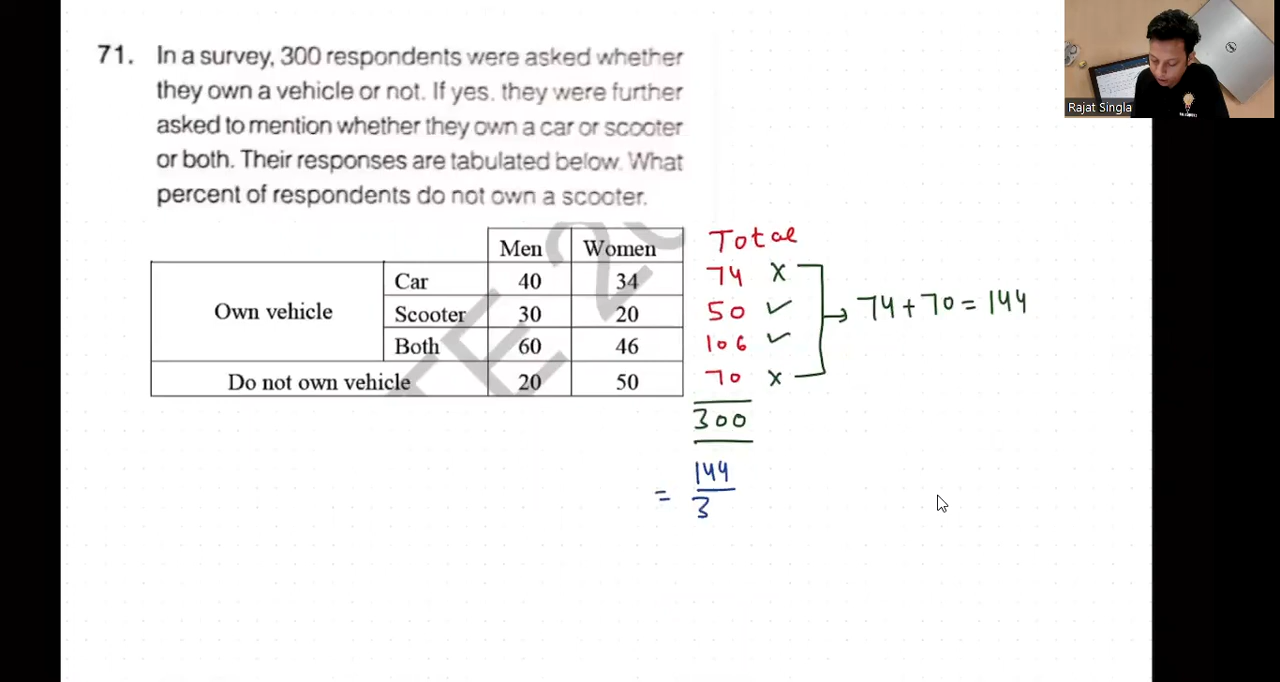 71. In a survey, 300 respondents were asked whether
they own a vehicle or not. If yes, they were further
asked to mention whether they own a car or scooter
or both. Their responses are tabulated below. What
percent of respondents do not own a scooter.
Men Women Total
Own vehicle Car 40 34 74 x
Scooter 30 20 50 ✓
Both 60 46 106 ✓
Do not own vehicle 20 50 70 x
→ 74 + 70 = 144
300
= 144
3
Rajat Singla